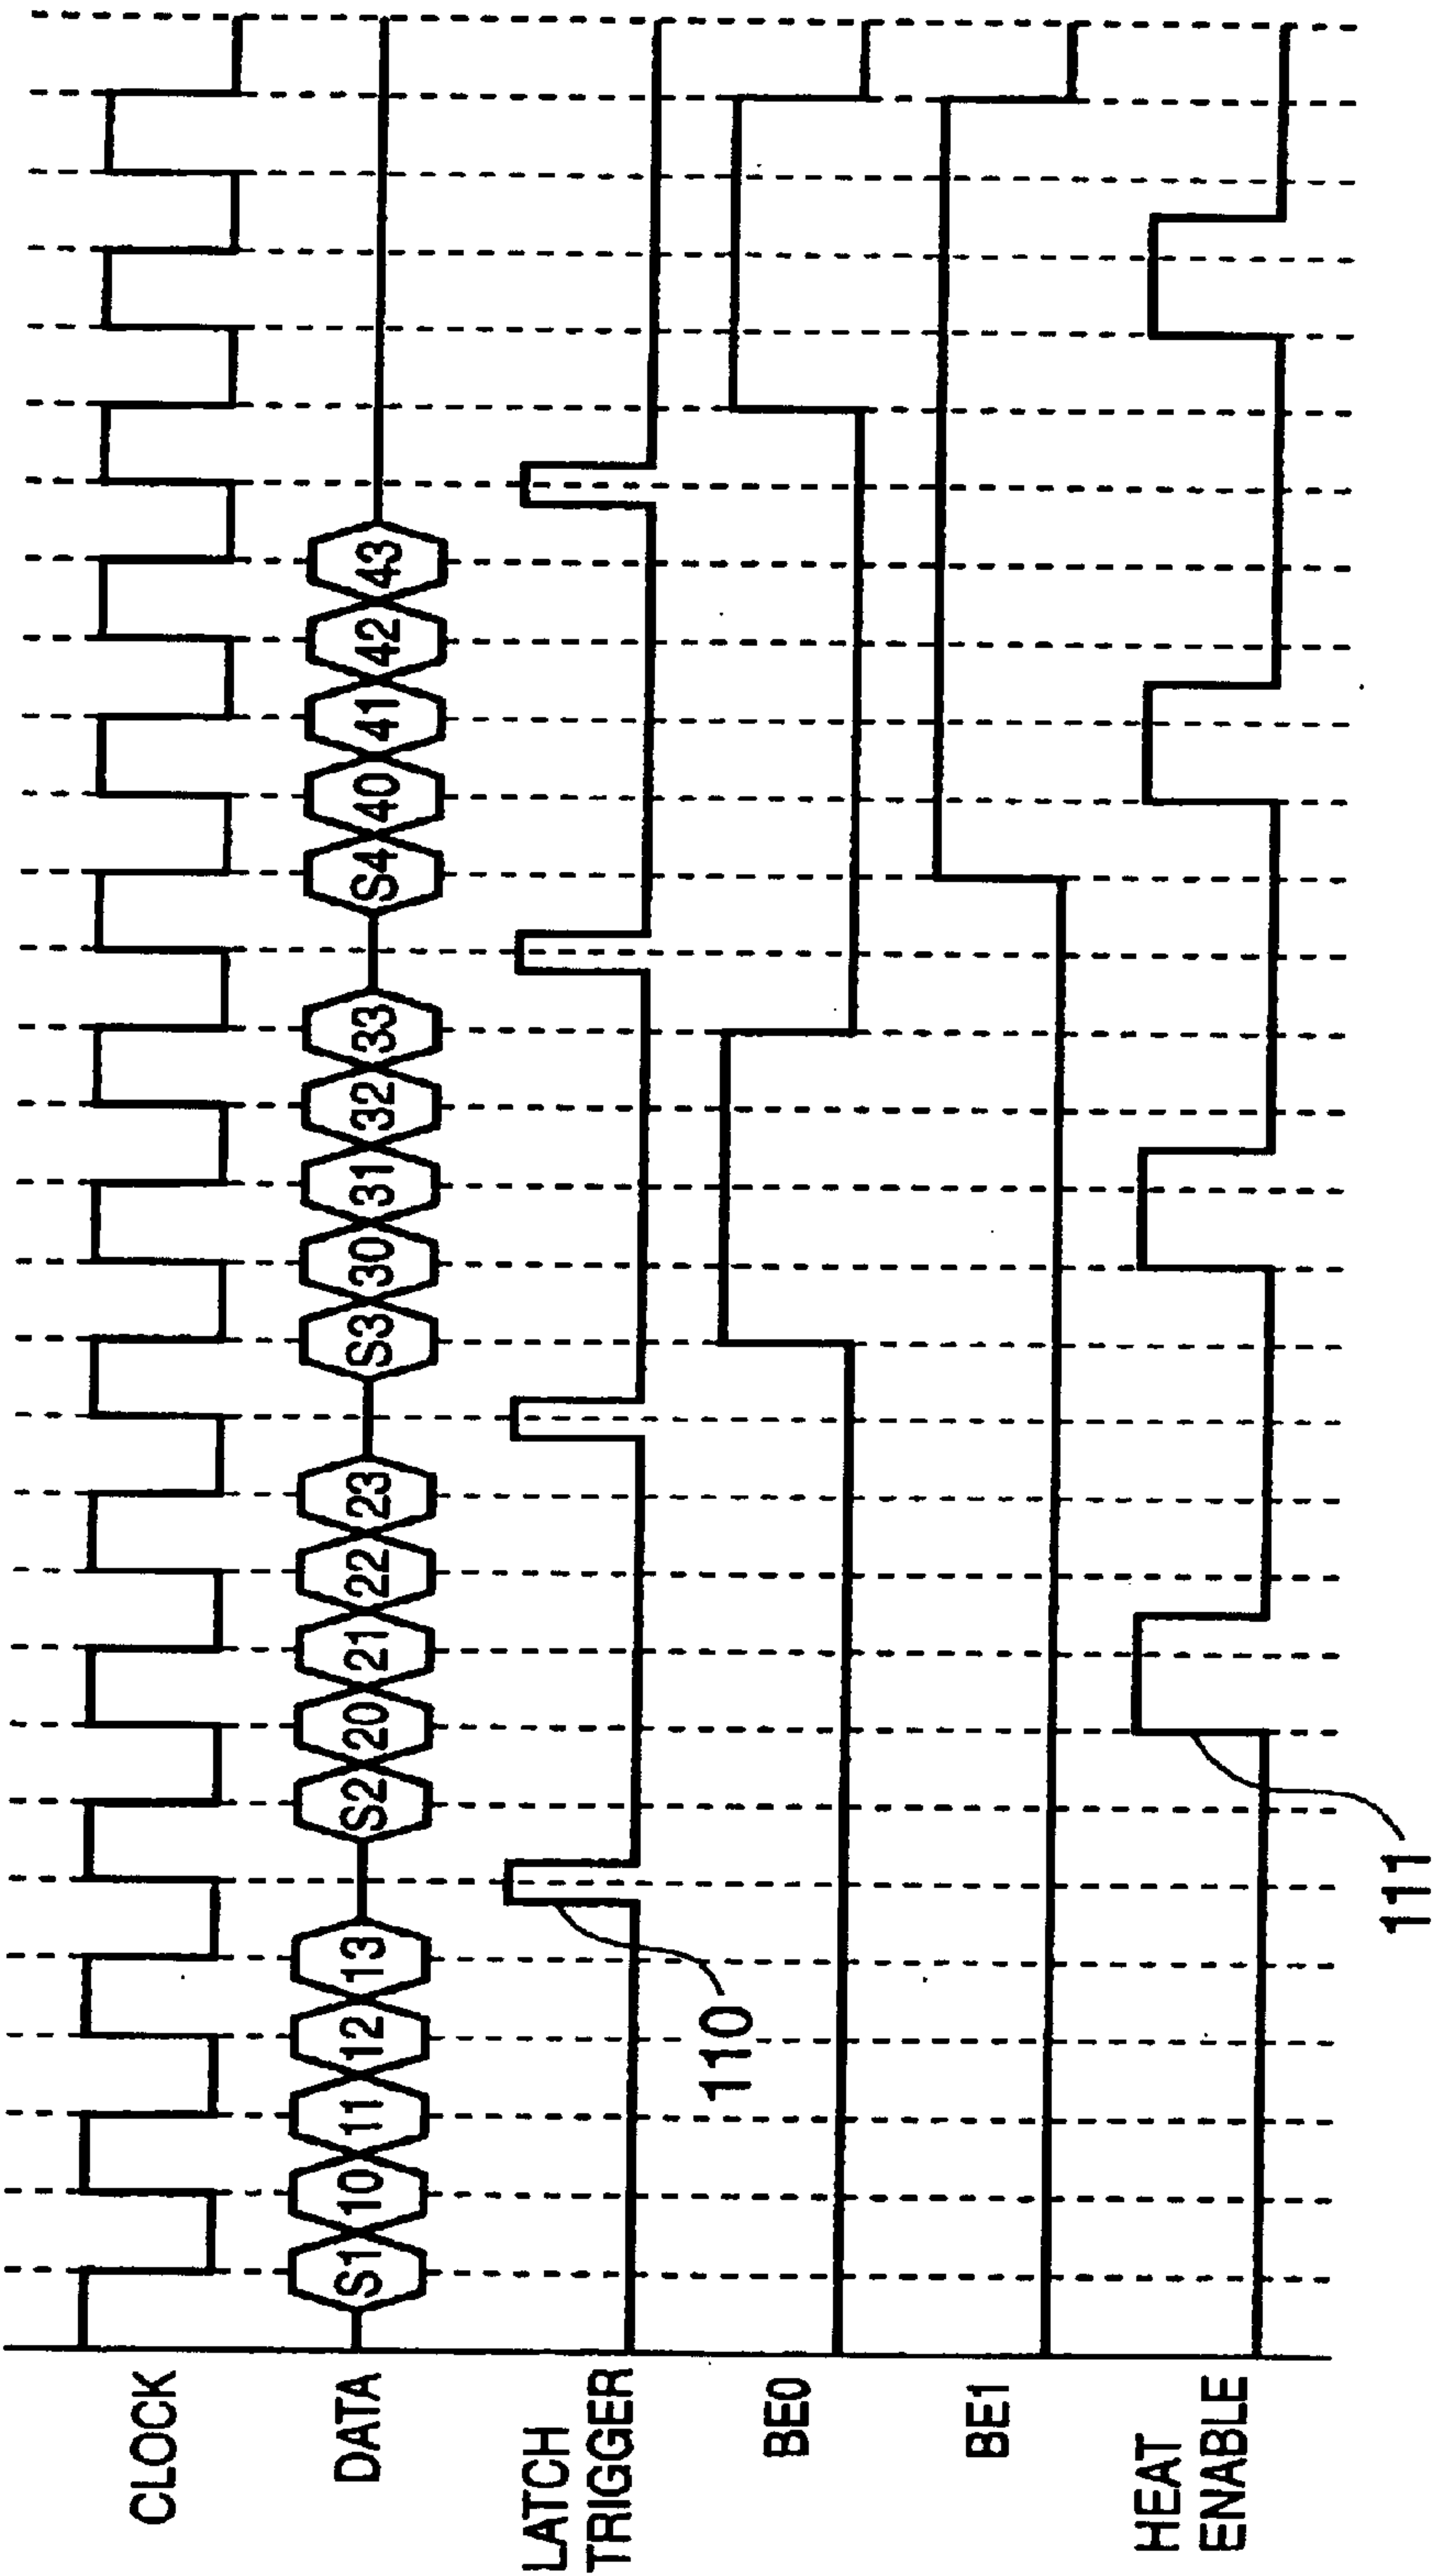 CLOCK
DATA
S1 10 11 12 13 S2 20 21 22 23 S3 30 31 32 33 S4 40 41 42 43
LATCH
TRIGGER
110
BE0
BE1
HEAT
ENABLE
111